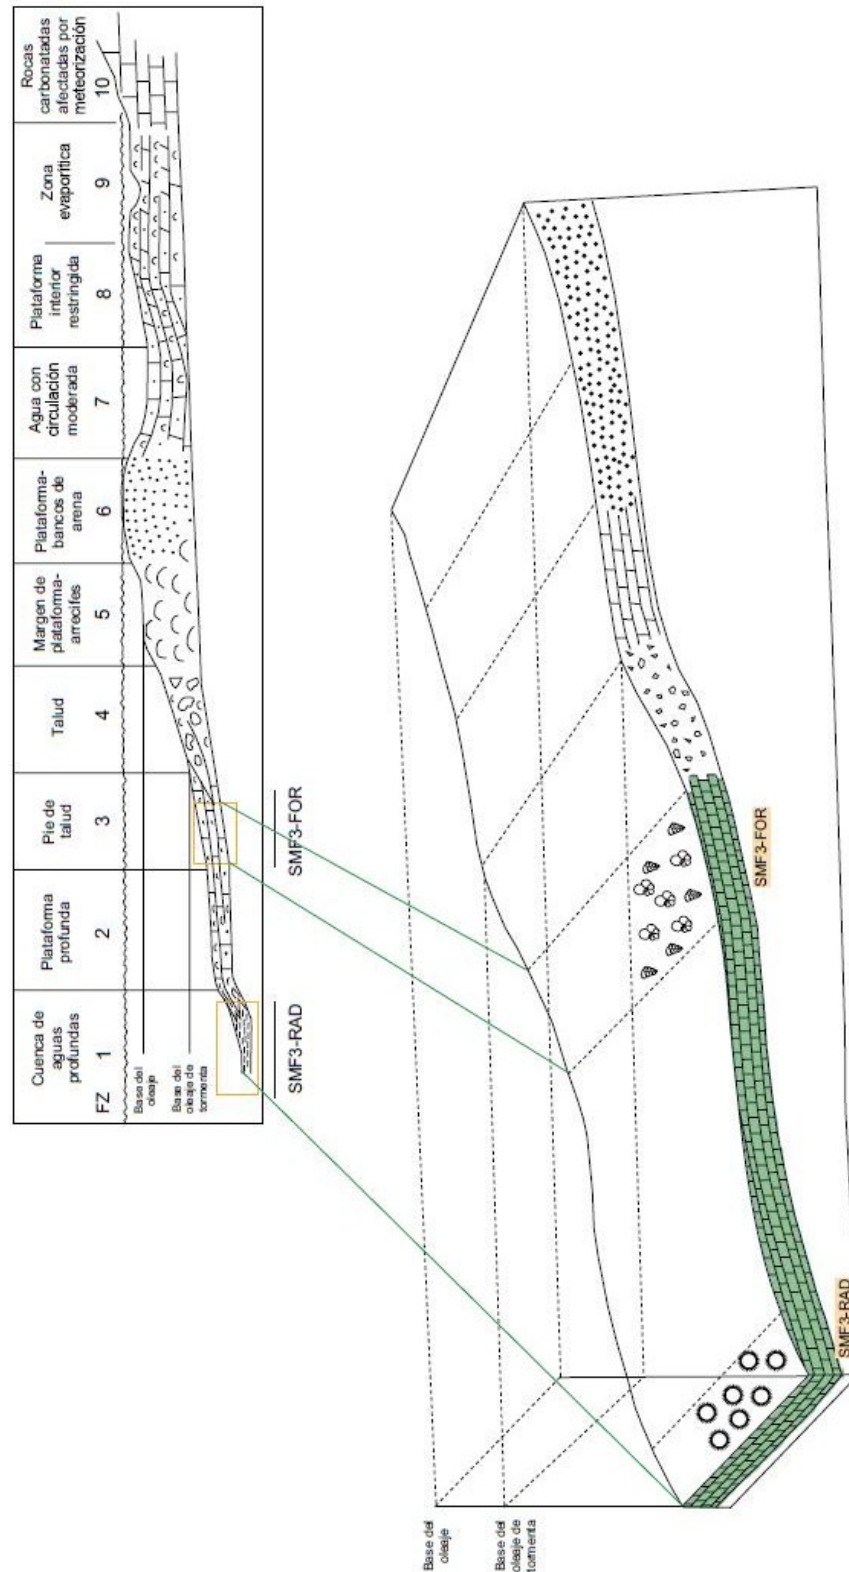 FZ
Cuenca de
aguas
profundas
1
Plataforma
profunda
2
Pie de
talud
3
Talud
4
Margen de
plataforma-
arrecifes
5
Plataforma-
bancos de
arena
6
Agua con
circulación
moderada
7
Plataforma
interior
restringida
8
Zona
evaporítica
9
Rocas
carbonatadas
afectadas por
meteorización
10
Base del
oleaje
Base del
oleaje de
tormenta
SMF3-RAD
SMF3-FOR
Base del
oleaje
Base del
oleaje de
tormenta
SMF3-RAD
SMF3-FOR